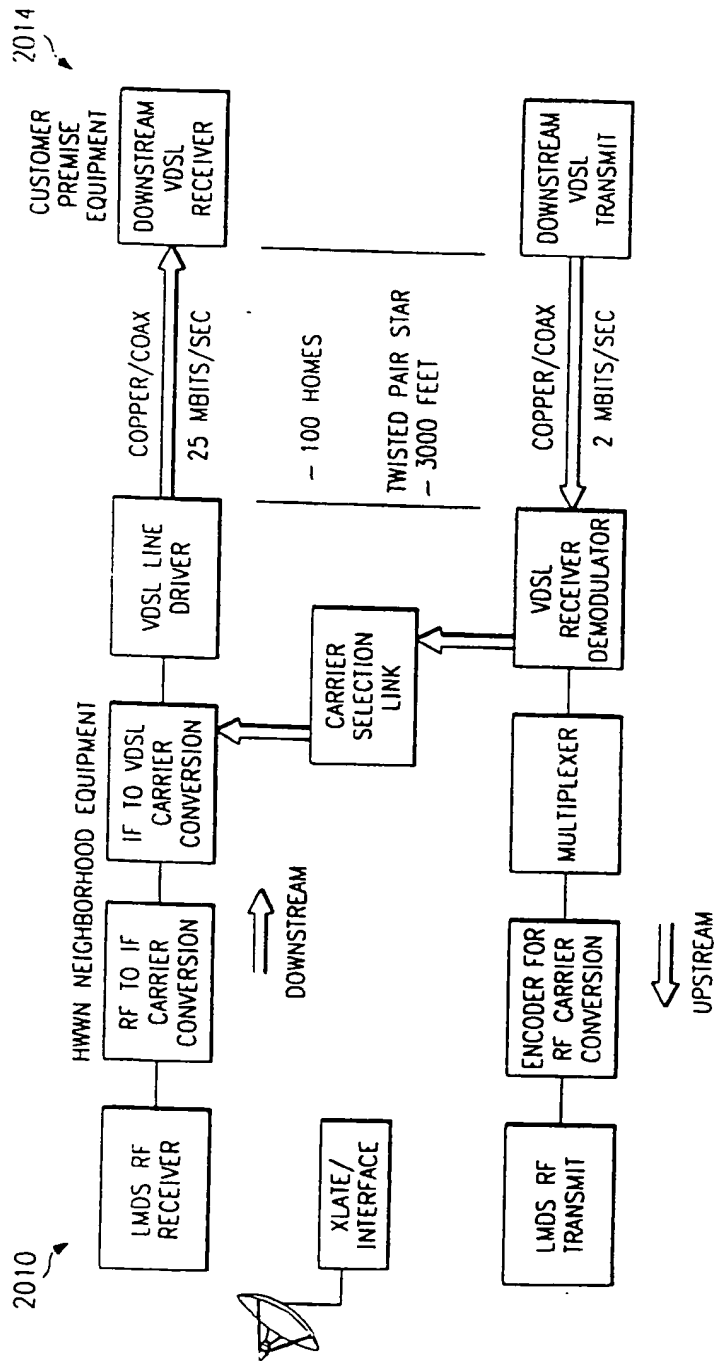 2010
2014
HWWN NEIGHBORHOOD EQUIPMENT
CUSTOMER
PREMISE
EQUIPMENT
LMDS RF
RECEIVER
RF TO IF
CARRIER
CONVERSION
IF TO VDSL
CARRIER
CONVERSION
VDSL LINE
DRIVER
COPPER/COAX
25 MBITS/SEC
DOWNSTREAM
VDSL
RECEIVER
DOWNSTREAM
XLATE/
INTERFACE
CARRIER
SELECTION
LINK
~ 100 HOMES
TWISTED PAIR STAR
~ 3000 FEET
LMDS RF
TRANSMIT
ENCODER FOR
RF CARRIER
CONVERSION
MULTIPLEXER
VDSL
RECEIVER
DEMODULATOR
COPPER/COAX
2 MBITS/SEC
DOWNSTREAM
VDSL
TRANSMIT
UPSTREAM